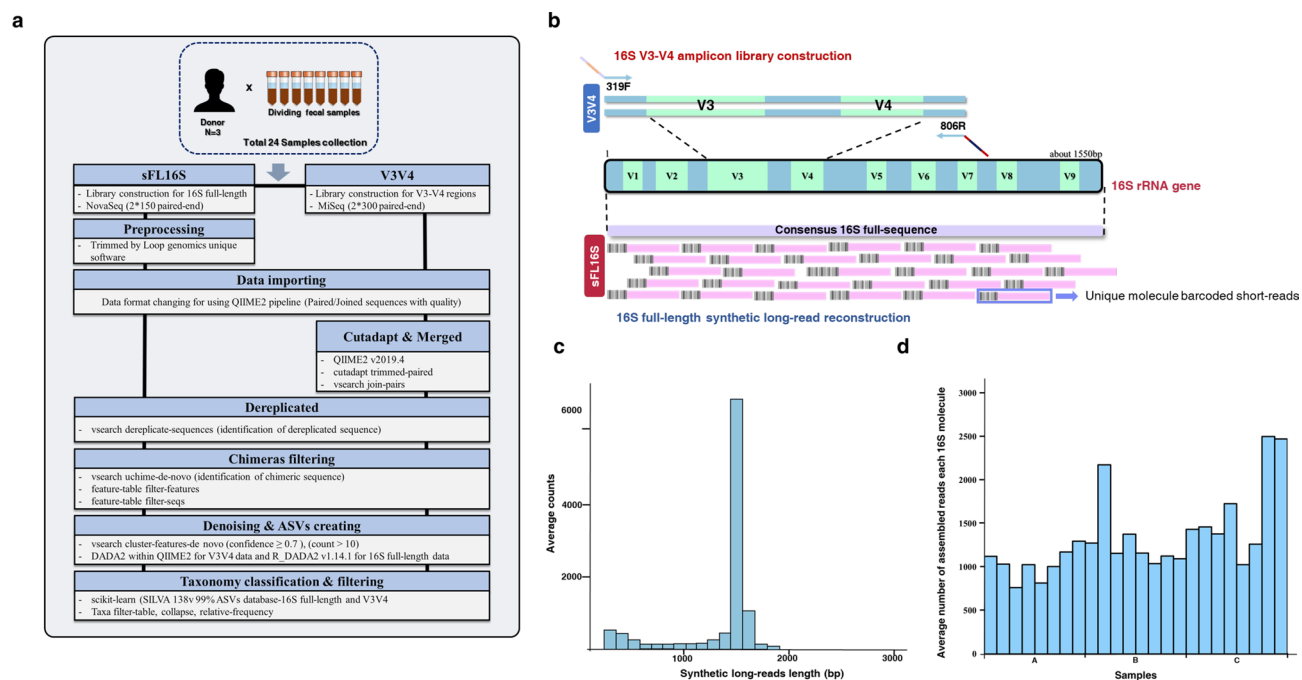 a
Donor
N=3
x
Dividing fecal samples
Total 24 Samples collection
sFL16S
- Library construction for 16S full-length
- NovaSeq (2*150 paired-end)
V3V4
- Library construction for V3-V4 regions
- MiSeq (2*300 paired-end)
Preprocessing
- Trimmed by Loop genomics unique
software
Data importing
Data format changing for using QIIME2 pipeline (Paired/Joined sequences with quality)
Cutadapt & Merged
- QIIME2 v2019.4
- cutadapt trimmed-paired
- vsearch join-pairs
Dereplicated
- vsearch dereplicate-sequences (identification of dereplicated sequence)
Chimeras filtering
- vsearch uchime-de-novo (identification of chimeric sequence)
- feature-table filter-features
- feature-table filter-seqs
Denoising & ASVs creating
- vsearch cluster-features-de novo (confidence ≥ 0.7 ), (count > 10)
- DADA2 within QIIME2 for V3V4 data and R_DADA2 v1.14.1 for 16S full-length data
Taxonomy classification & filtering
- scikit-learn (SILVA 138v 99% ASVs database-16S full-length and V3V4
- Taxa filter-table, collapse, relative-frequency
b
16S V3-V4 amplicon library construction
319F
V3V4
V3 V4
806R
1 about 1550bp
V1 V2 V3 V4 V5 V6 V7 V8 V9
16S rRNA gene
Consensus 16S full-sequence
sFL16S
Unique molecule barcoded short-reads
16S full-length synthetic long-read reconstruction
c
Average counts
6000
4000
2000
1000 2000 3000
Synthetic long-reads length (bp)
d
Average number of assembled reads each 16S molecule
3000
2500
2000
1500
1000
500
0
A B C
Samples